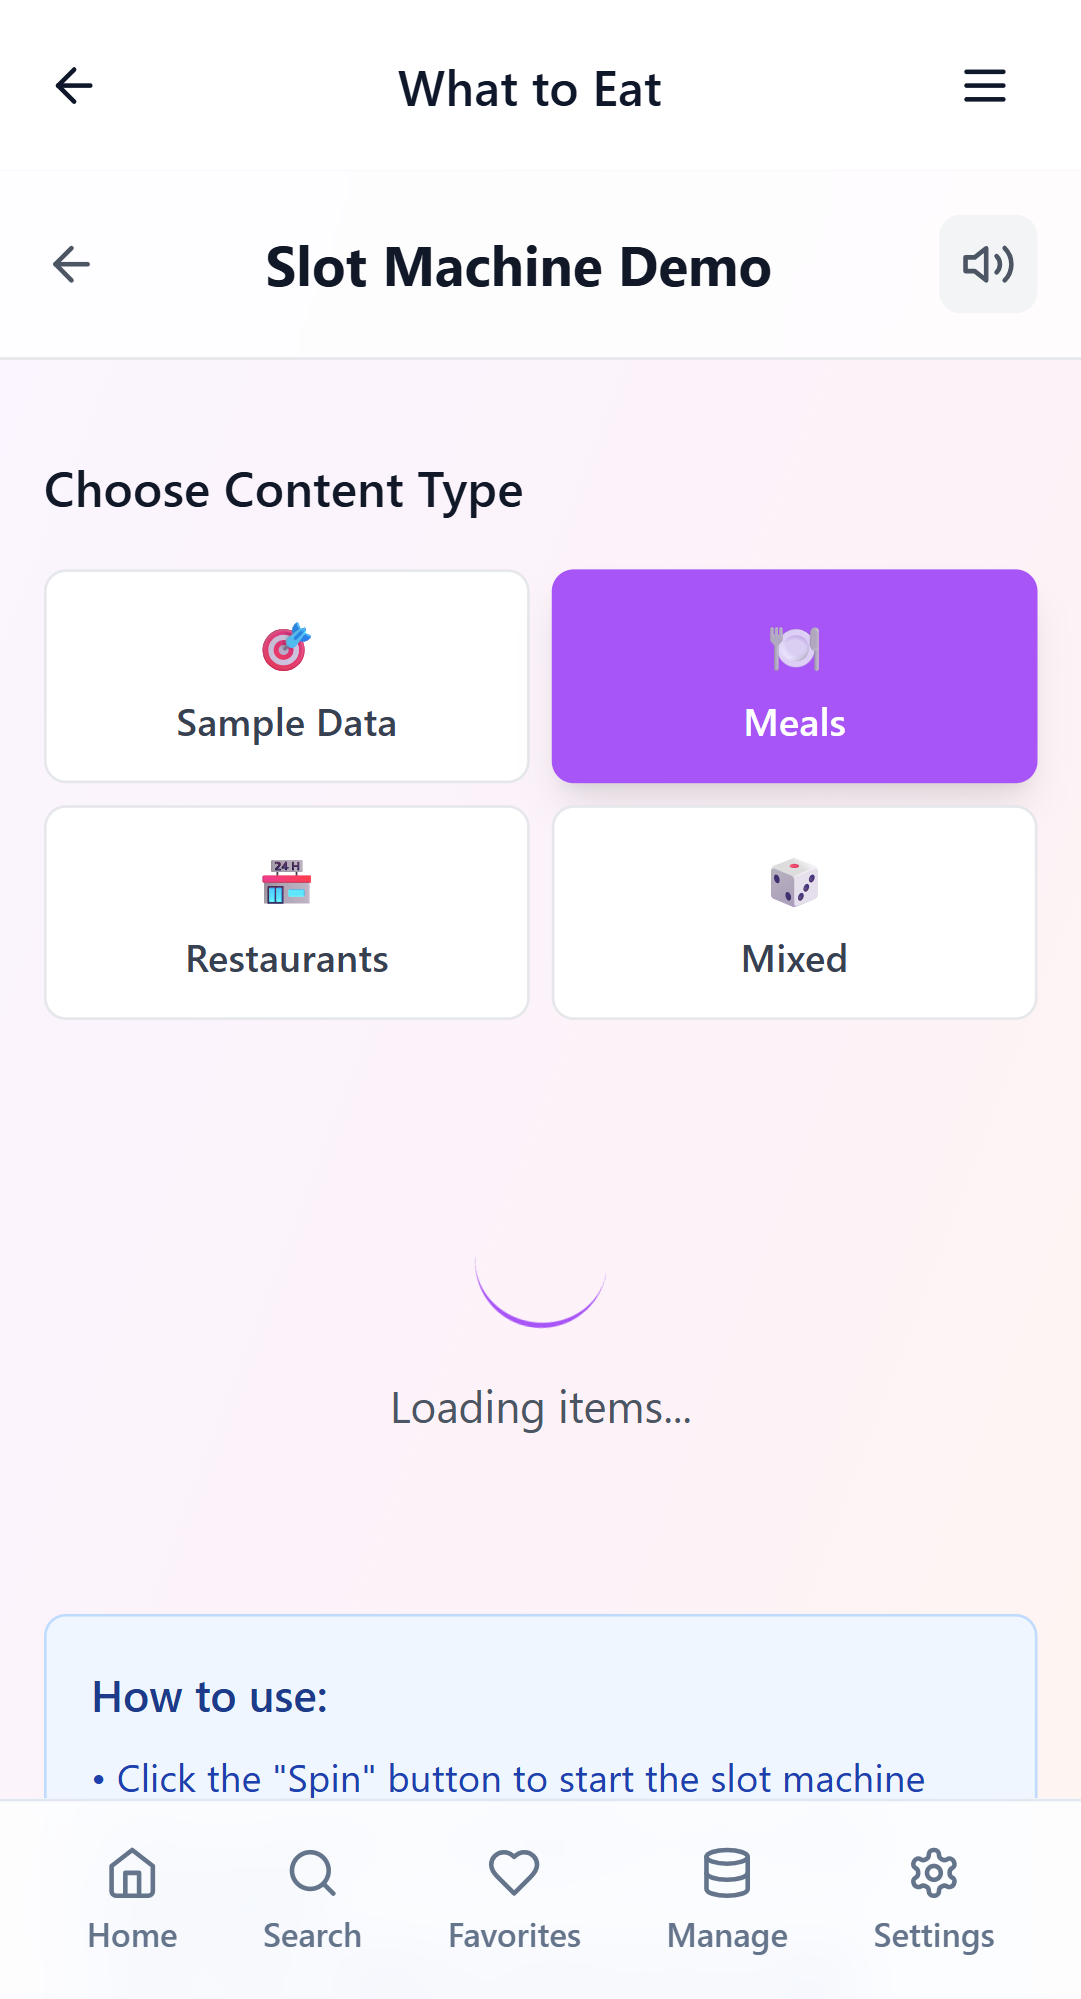 What to Eat
Slot Machine Demo
Choose Content Type
Sample Data
Meals
24 H
Restaurants
Mixed
Loading items...
How to use:
• Click the "Spin" button to start the slot machine
Home
Search
Favorites
Manage
Settings